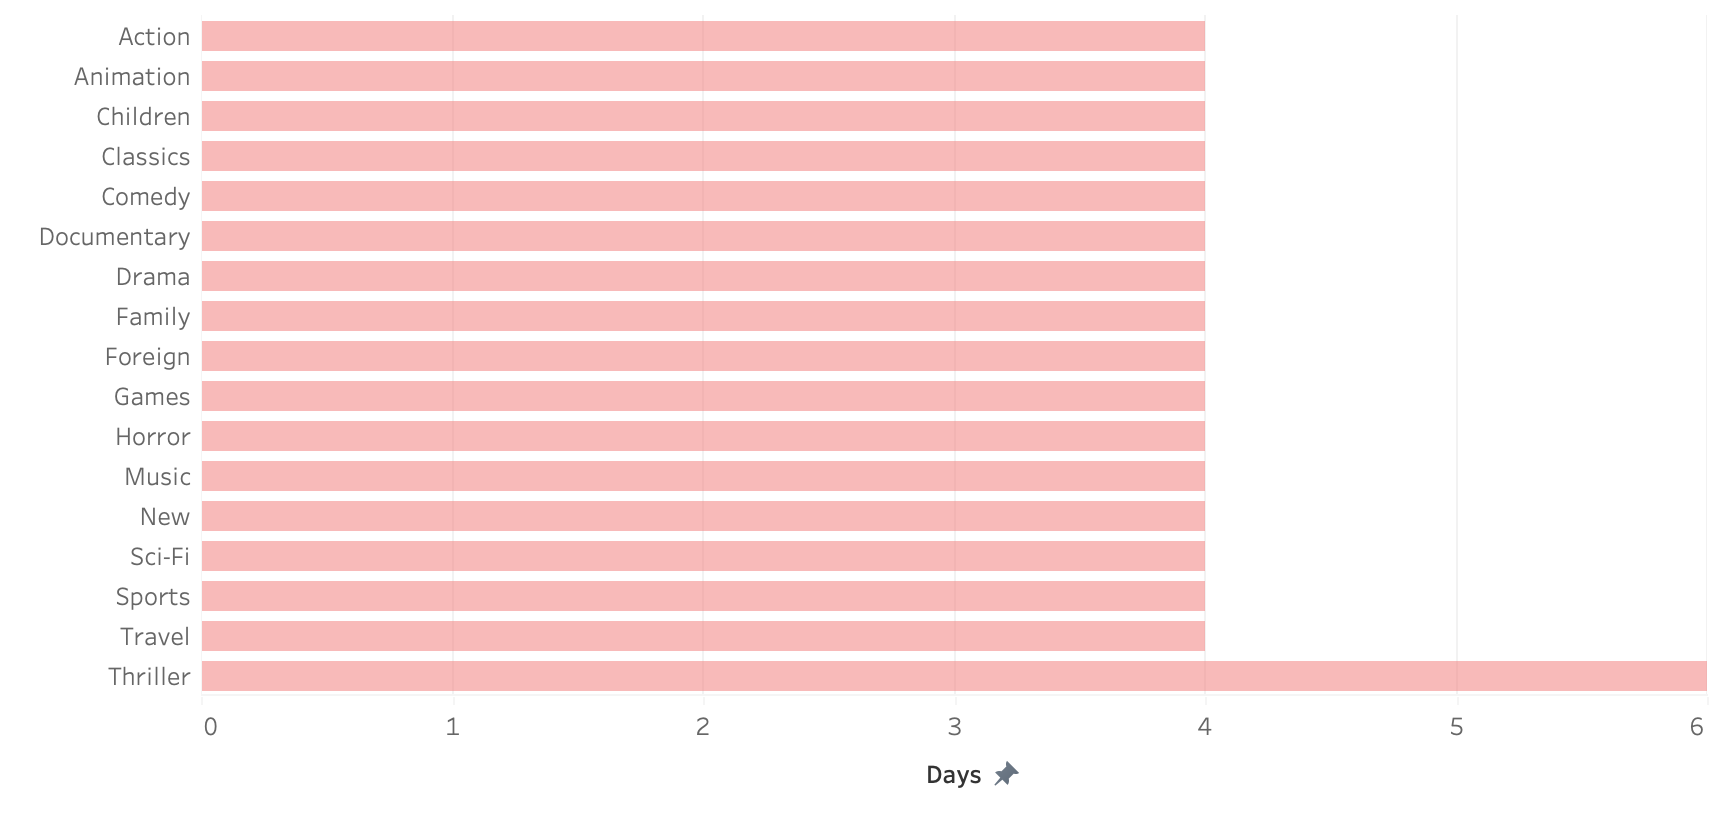 Action
Animation
Children
Classics
Comedy
Documentary
Drama
Family
Foreign
Games
Horror
Music
New
Sci-Fi
Sports
Travel
Thriller
0 1 2 3 4 5 6
Days